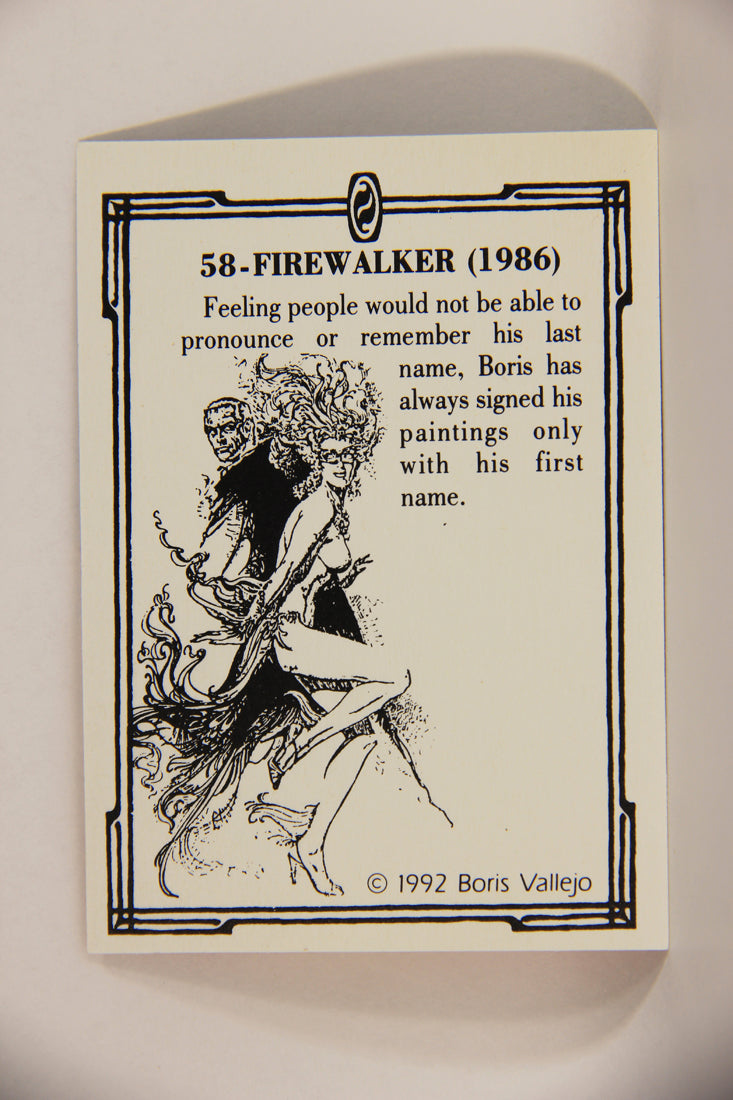 58-FIREWALKER (1986)
Feeling people would not be able to
pronounce or remember his last
name, Boris has
always signed his
paintings only
with his first
name.
© 1992 Boris Vallejo